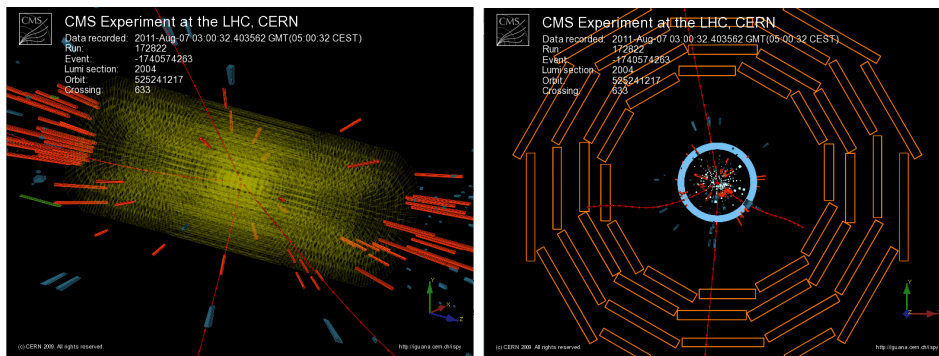 CMS
CMS Experiment at the LHC, CERN
Data recorded: 2011-Aug-07 03:00:32.403562 GMT(05:00:32 CEST)
Run: 172822
Event: -1740574263
Lumi section: 2004
Orbit: 525241217
Crossing: 633
Y
X
Z
(c) CERN 2009. All rights reserved.
http://iguana.cern.ch/ispy
CMS
CMS Experiment at the LHC, CERN
Data recorded: 2011-Aug-07 03:00:32.403562 GMT(05:00:32 CEST)
Run: 172822
Event: -1740574263
Lumi section: 2004
Orbit: 525241217
Crossing: 633
Y
(c) CERN 2009. All rights reserved.
http://iguana.cern.ch/ispy